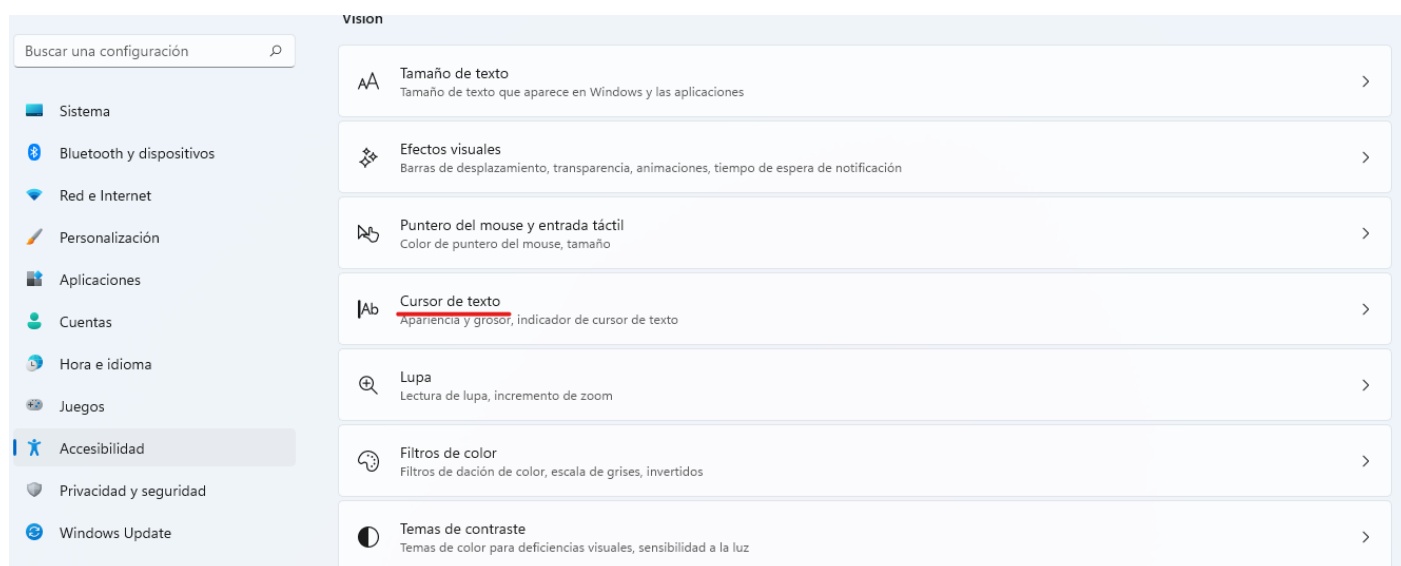 Visión
Buscar una configuración
Sistema
Bluetooth y dispositivos
Red e Internet
Personalización
Aplicaciones
Cuentas
Hora e idioma
Juegos
Accesibilidad
Privacidad y seguridad
Windows Update
AA Tamaño de texto
Tamaño de texto que aparece en Windows y las aplicaciones
Efectos visuales
Barras de desplazamiento, transparencia, animaciones, tiempo de espera de notificación
Puntero del mouse y entrada táctil
Color de puntero del mouse, tamaño
Ab Cursor de texto
Apariencia y grosor, indicador de cursor de texto
Lupa
Lectura de lupa, incremento de zoom
Filtros de color
Filtros de dación de color, escala de grises, invertidos
Temas de contraste
Temas de color para deficiencias visuales, sensibilidad a la luz